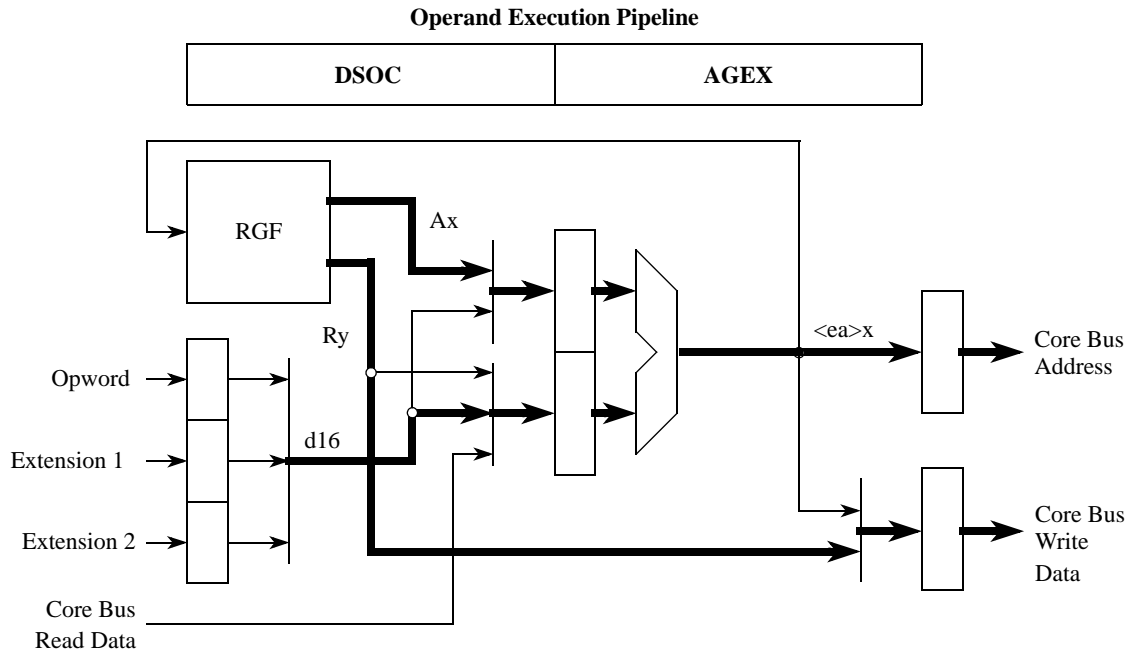 Operand Execution Pipeline
DSOC
AGEX
RGF
Ax
Ry
<ea>x
Core Bus
Address
Opword
d16
Extension 1
Extension 2
Core Bus
Write
Data
Core Bus
Read Data